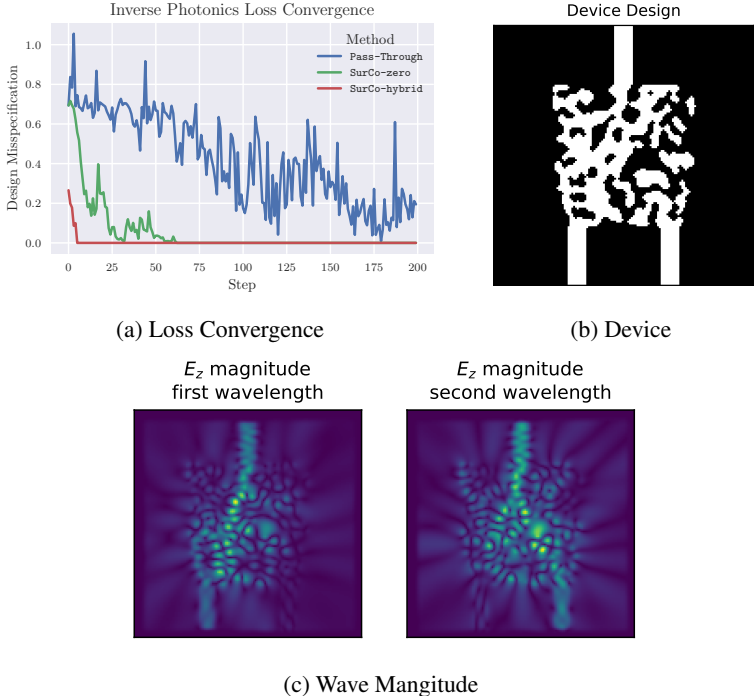 Inverse Photonics Loss Convergence
Design Misspecification
1.0
0.8
0.6
0.4
0.2
0.0
Method
Pass-Through
SurCo-zero
SurCo-hybrid
0 25 50 75 100 125 150 175 200
Step
(a) Loss Convergence
Device Design
(b) Device
E_z magnitude
first wavelength
E_z magnitude
second wavelength
(c) Wave Mangitude